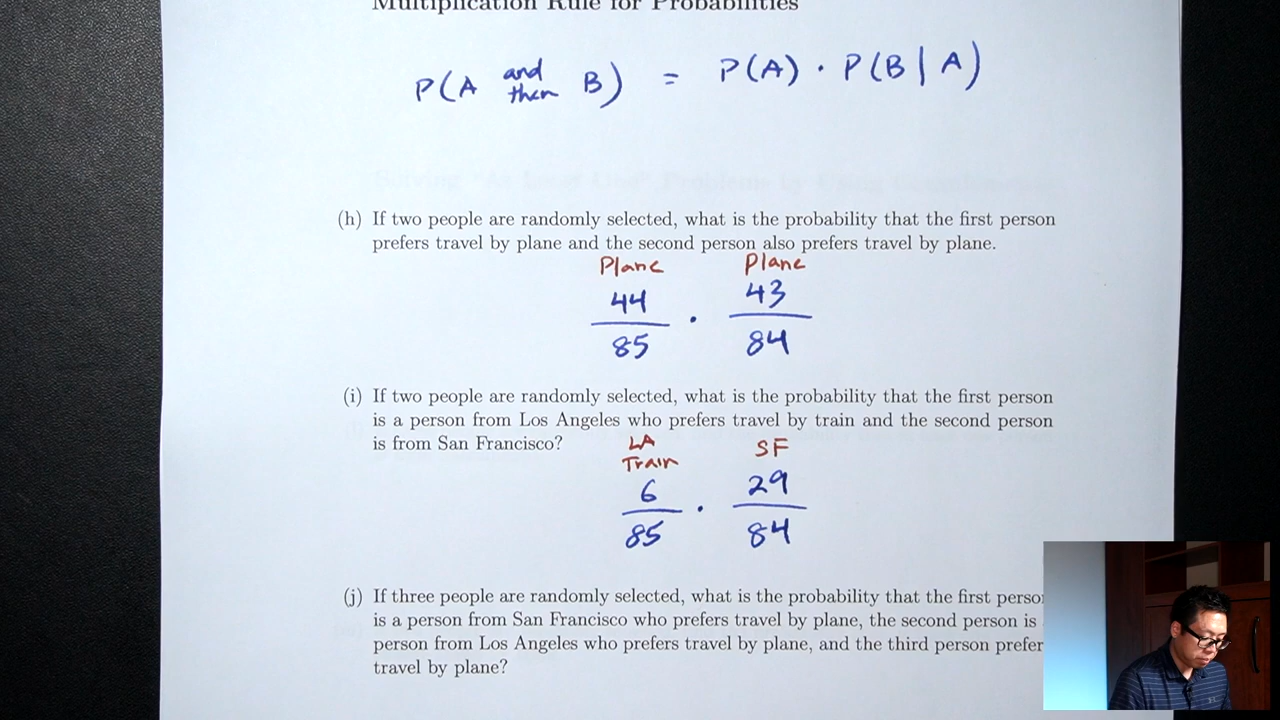 Multiplication Rule for Probabilities
P(A and then B) = P(A) · P(B | A)
(h) If two people are randomly selected, what is the probability that the first person
prefers travel by plane and the second person also prefers travel by plane.
Plane Plane
44/85 · 43/84
(i) If two people are randomly selected, what is the probability that the first person
is a person from Los Angeles who prefers travel by train and the second person
is from San Francisco?
LA Train SF
6/85 · 29/84
(j) If three people are randomly selected, what is the probability that the first perso
is a person from San Francisco who prefers travel by plane, the second person is
person from Los Angeles who prefers travel by plane, and the third person prefer
travel by plane?